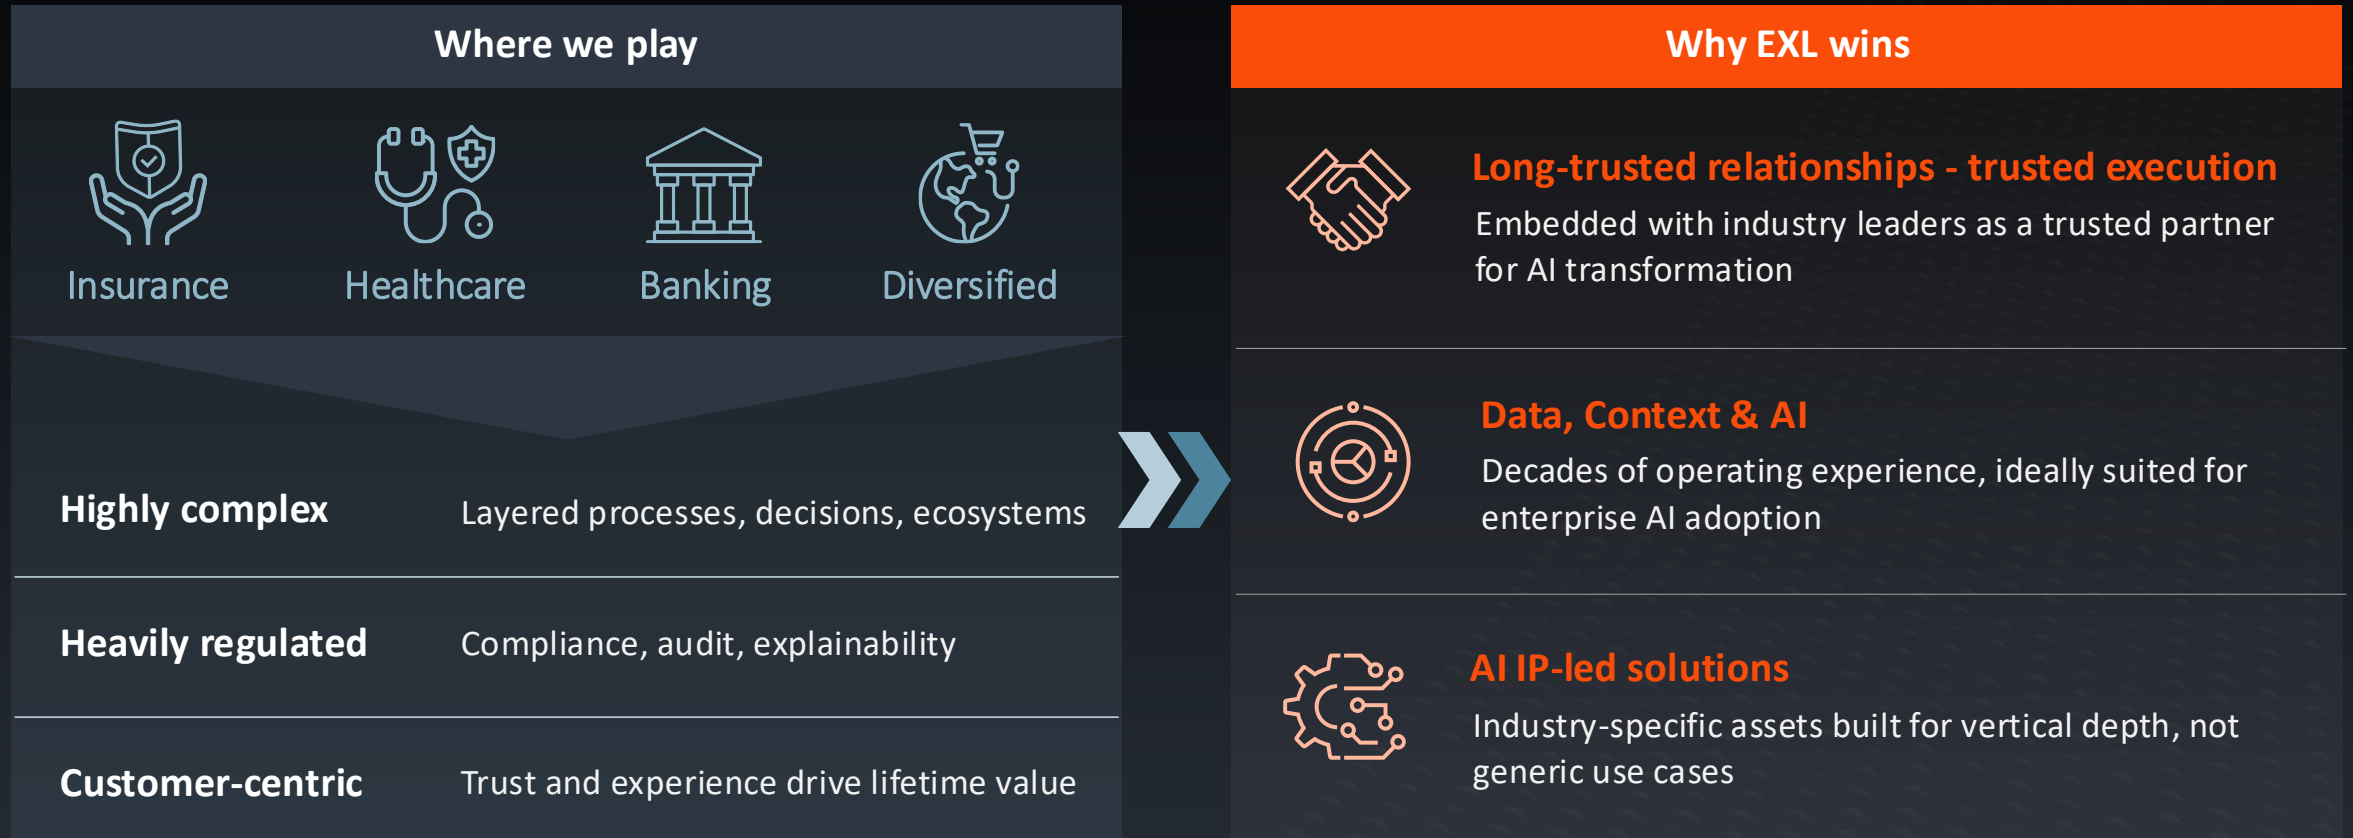 Where we play
Insurance
Healthcare
Banking
Diversified
Highly complex
Layered processes, decisions, ecosystems
Heavily regulated
Compliance, audit, explainability
Customer-centric
Trust and experience drive lifetime value
Why EXL wins
Long-trusted relationships - trusted execution
Embedded with industry leaders as a trusted partner
for AI transformation
Data, Context & AI
Decades of operating experience, ideally suited for
enterprise AI adoption
AI IP-led solutions
Industry-specific assets built for vertical depth, not
generic use cases